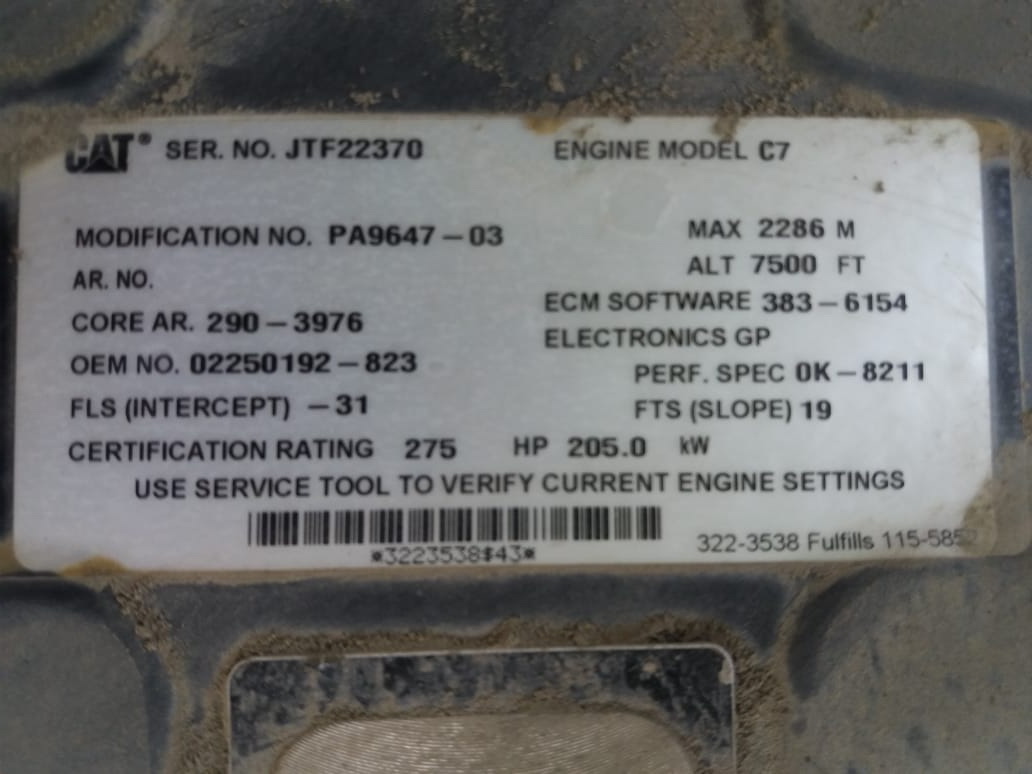 CAT® SER. NO. JTF22370 ENGINE MODEL C7
MODIFICATION NO. PA9647-03 MAX 2286 M
AR. NO. ALT 7500 FT
CORE AR. 290-3976 ECM SOFTWARE 383-6154
ELECTRONICS GP
OEM NO. 02250192-823 PERF. SPEC 0K-8211
FLS (INTERCEPT) -31 FTS (SLOPE) 19
CERTIFICATION RATING 275 HP 205.0 kW
USE SERVICE TOOL TO VERIFY CURRENT ENGINE SETTINGS
*3223538$43* 322-3538 Fulfills